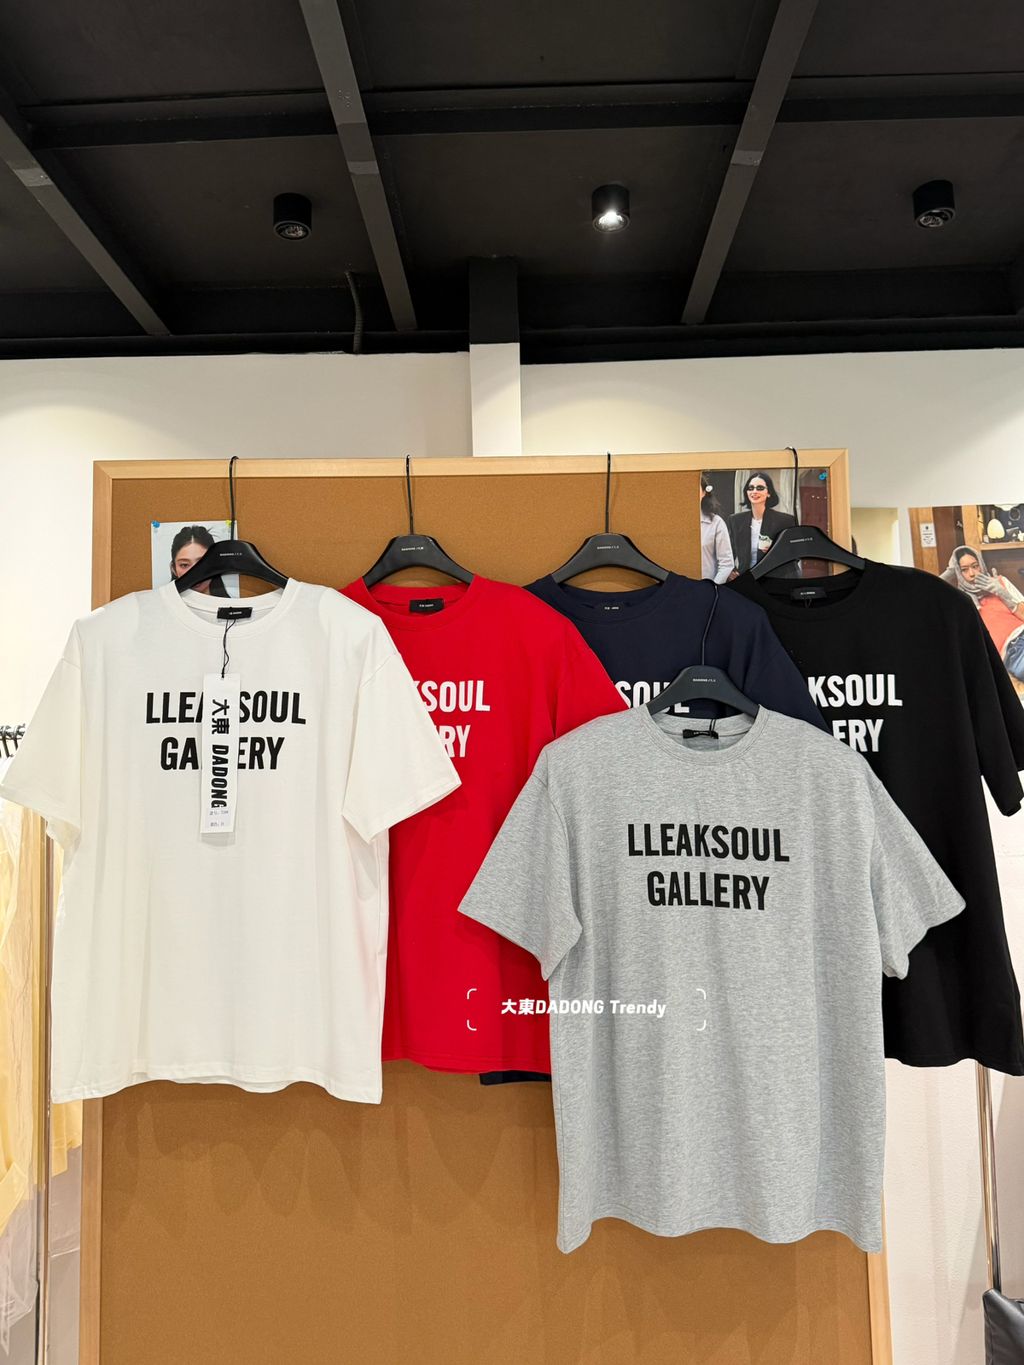 LLEAKSOUL
GALLERY
大東 DADONG
KSOUL
RY
SOUL
KSOUL
ERY
LLEAKSOUL
GALLERY
大東DADONG Trendy